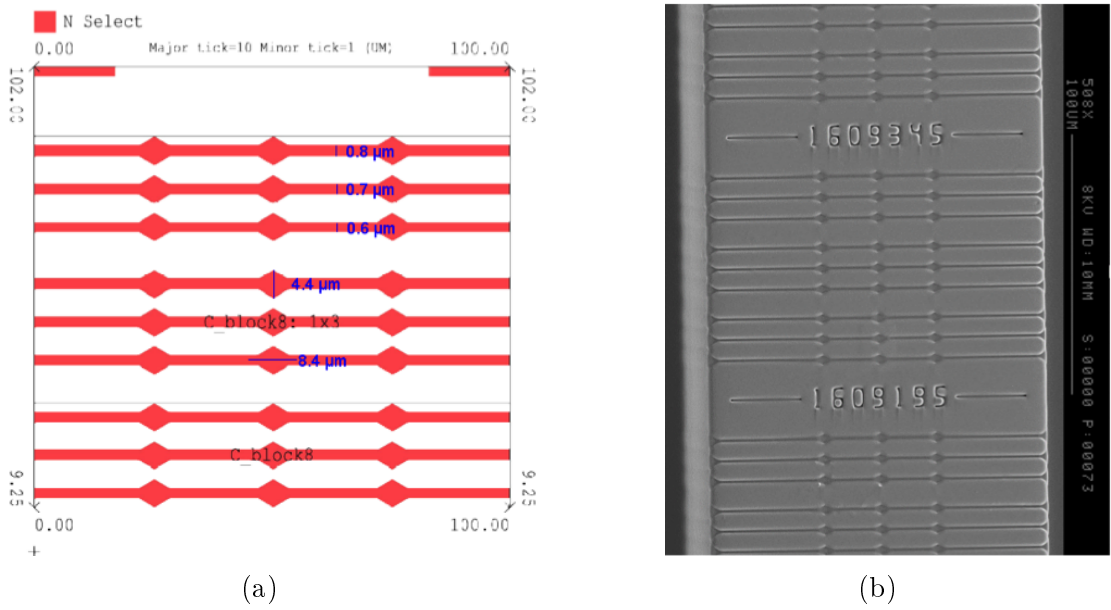 N Select
0.00 Major tick=10 Minor tick=1 (UM) 100.00
102.00 102.00
0.8 µm
0.7 µm
0.6 µm
4.4 µm
C_block8: 1x3
8.4 µm
C_block8
9.25 9.25
0.00 100.00
(a)
1609345
1609195
508X 8KU WD:10MM S:00000 P:00073
100UM
(b)